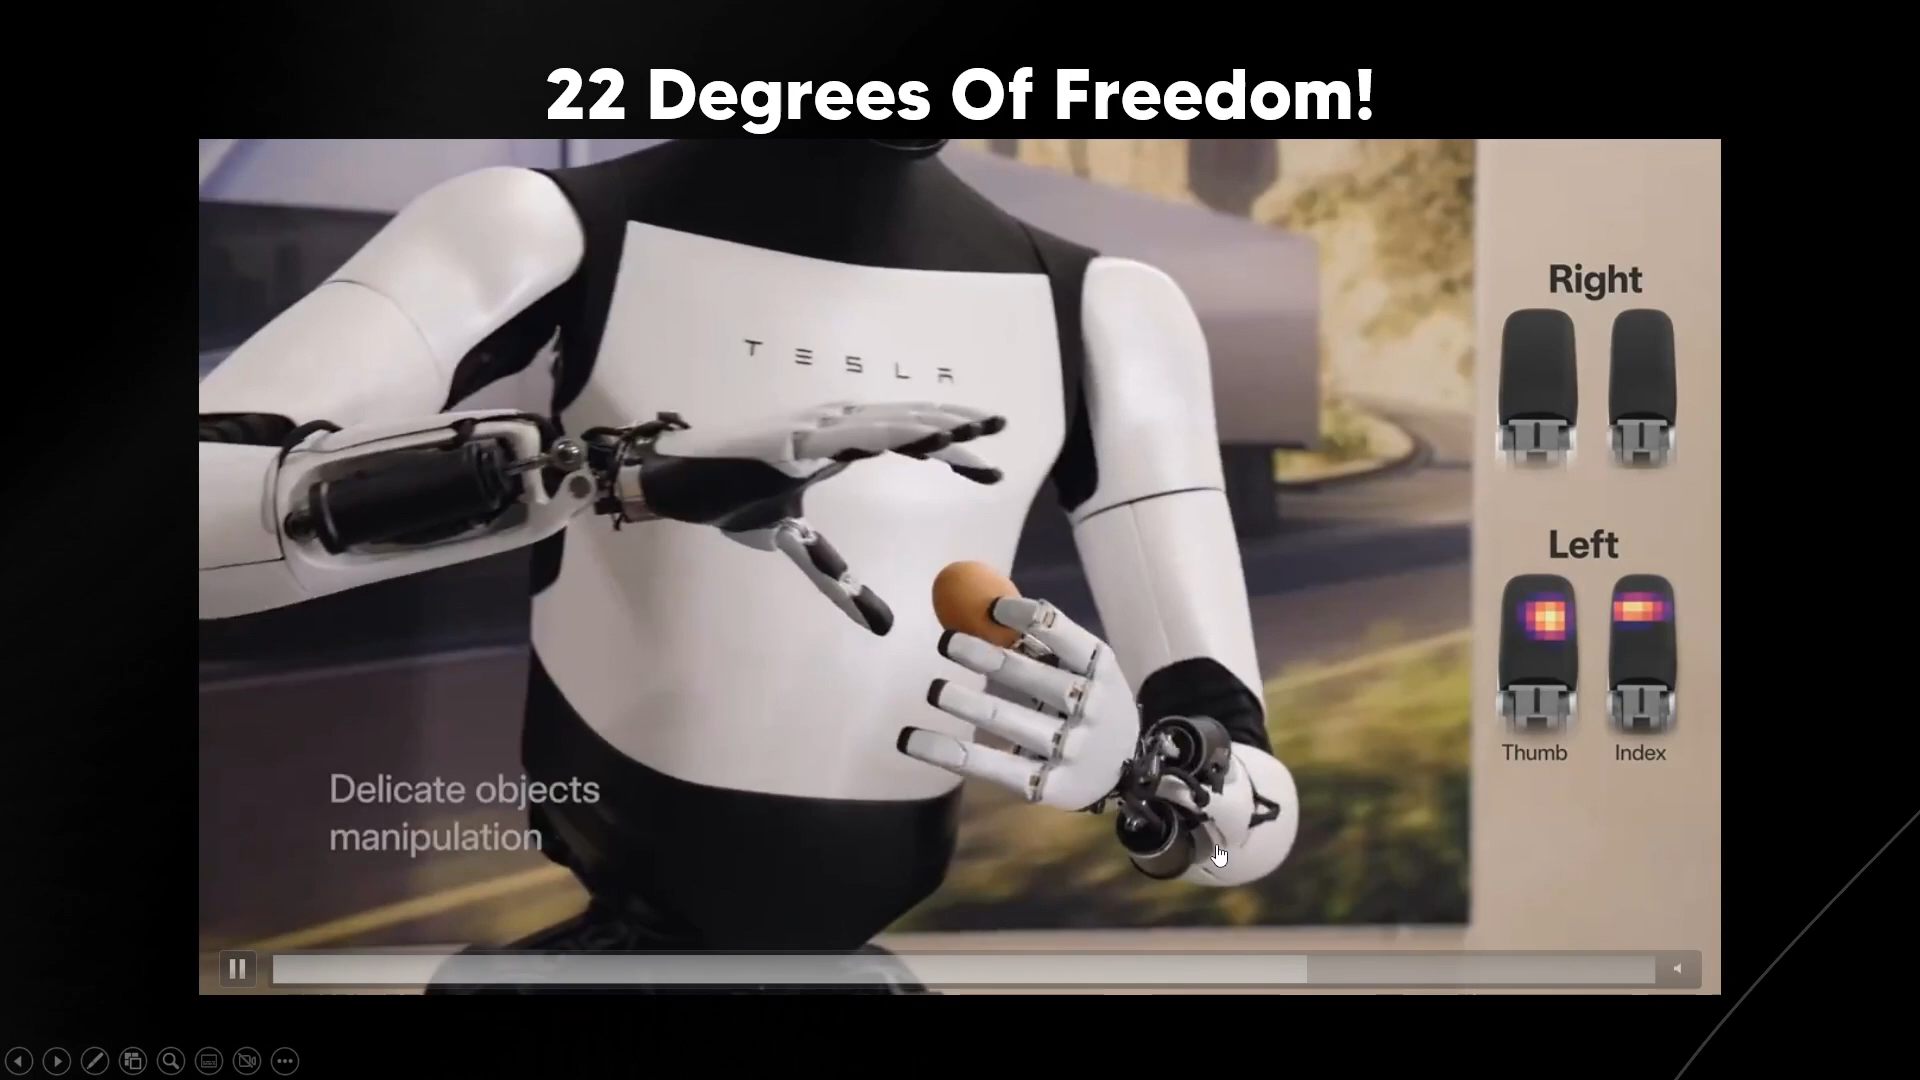 22 Degrees Of Freedom!
TESLA
Right
Left
Thumb
Index
Delicate objects
manipulation